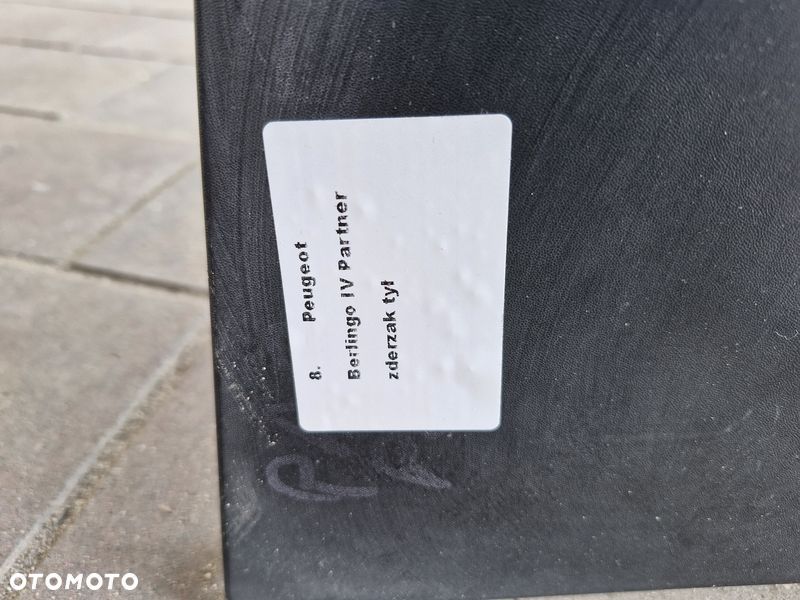 8. Peugeot
Berlingo IV Partner
zderzak tył
OTOMOTO